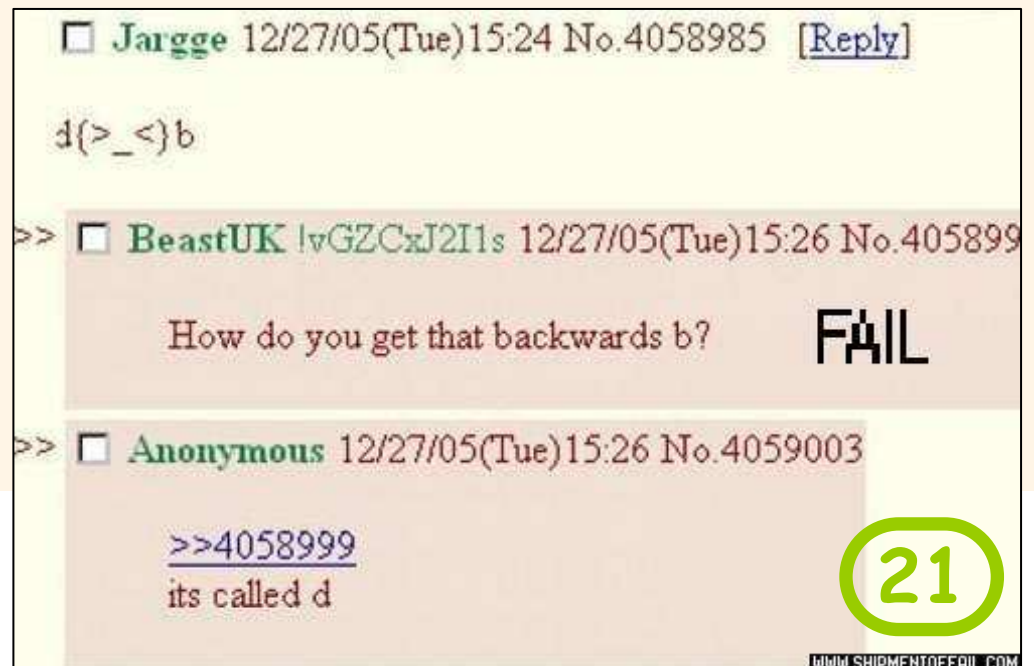 Jargge 12/27/05(Tue)15:24 No.4058985 [Reply]
d{>_<}b
>> BeastUK !vGZCxJ2I1s 12/27/05(Tue)15:26 No.405899
How do you get that backwards b?
FAIL
>> Anonymous 12/27/05(Tue)15:26 No.4059003
>>4058999
its called d
21
WWW.SHIPMENTOFFAIL.COM